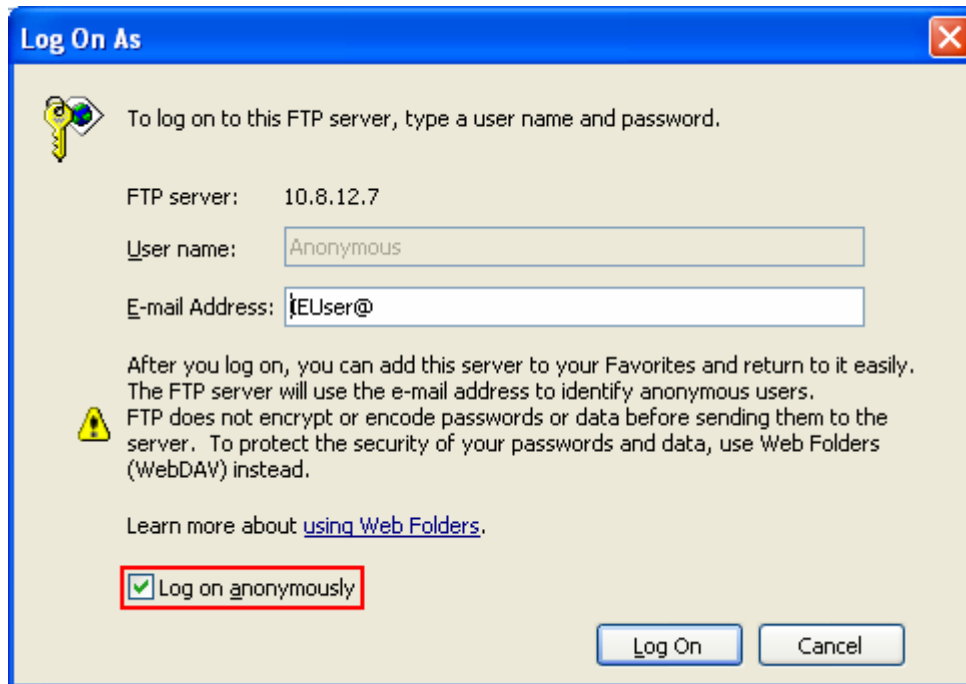 Log On As
To log on to this FTP server, type a user name and password.
FTP server: 10.8.12.7
User name: Anonymous
E-mail Address: IEUser@
After you log on, you can add this server to your Favorites and return to it easily.
The FTP server will use the e-mail address to identify anonymous users.
FTP does not encrypt or encode passwords or data before sending them to the
server. To protect the security of your passwords and data, use Web Folders
(WebDAV) instead.
Learn more about using Web Folders.
Log on anonymously
Log On Cancel